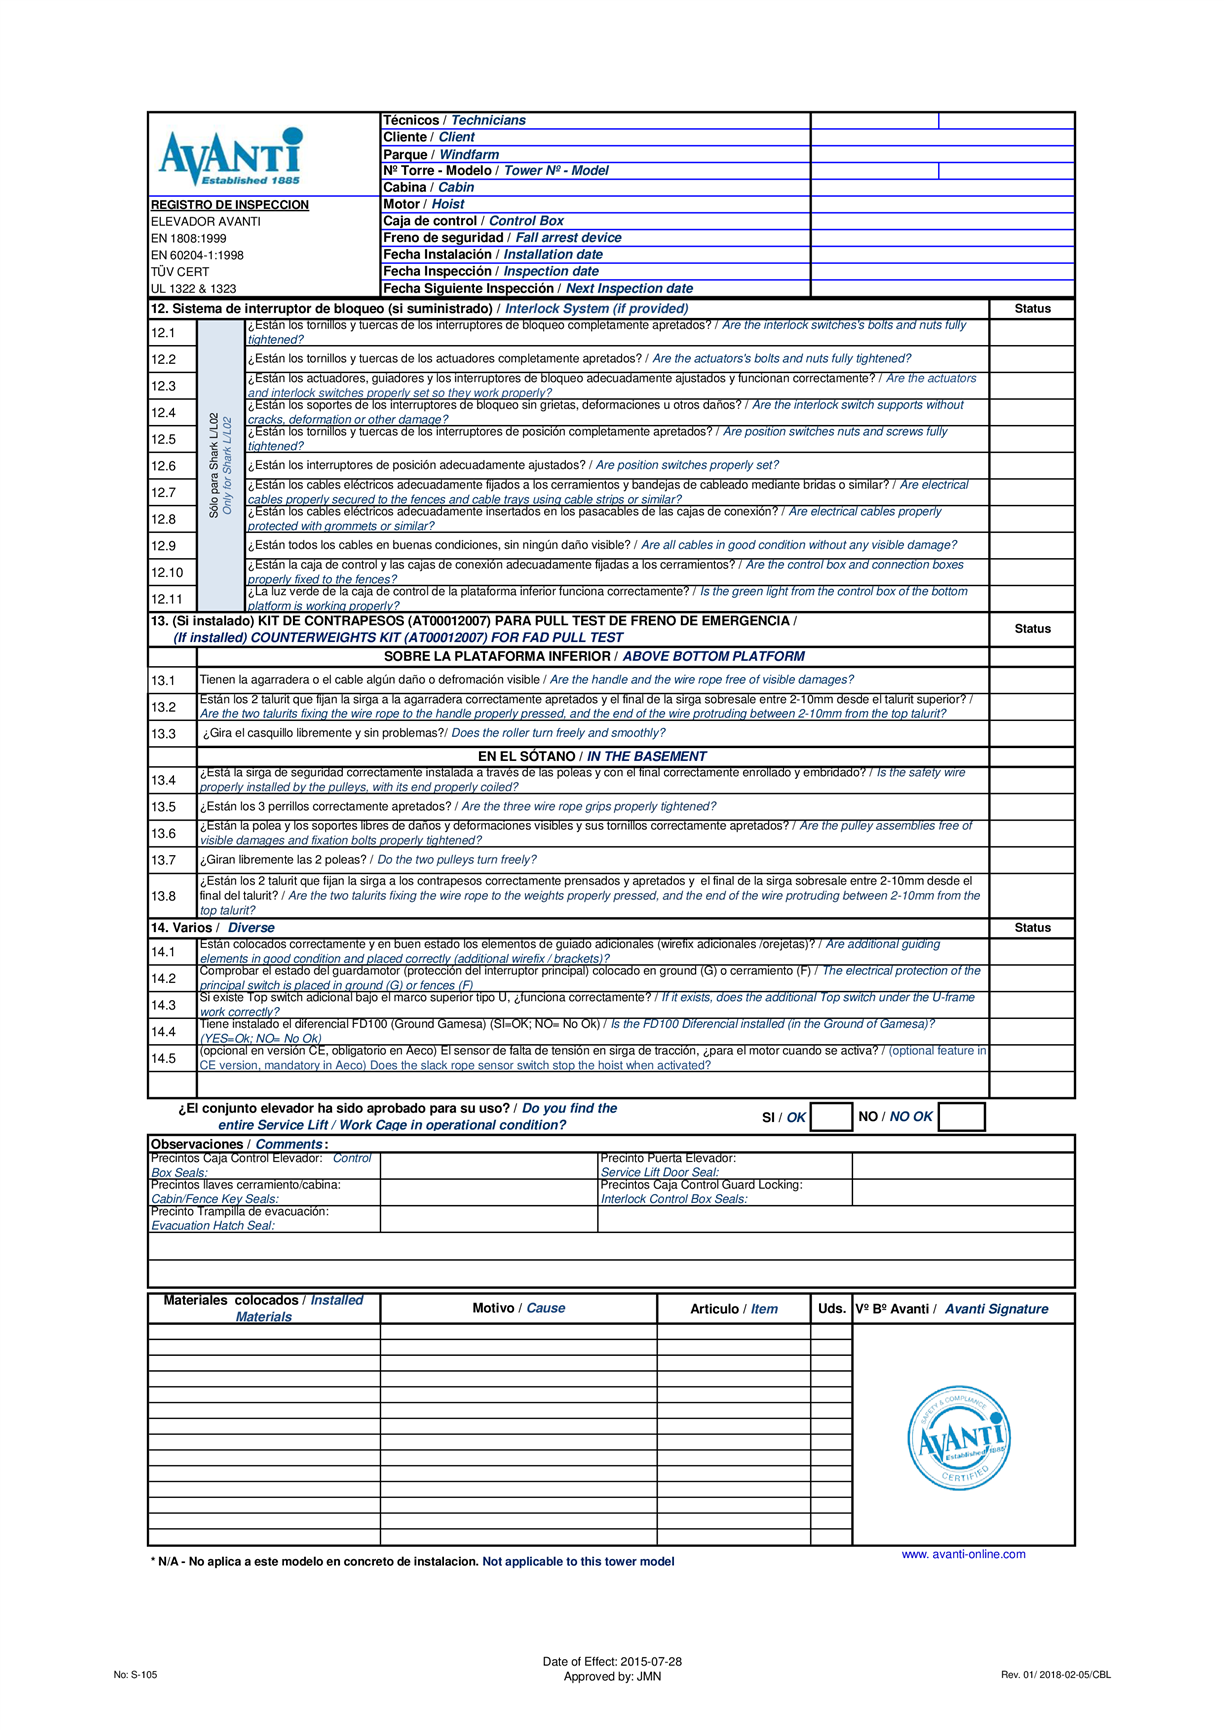 AVANTI
Established 1885
Técnicos / Technicians
Cliente / Client
Parque / Windfarm
Nº Torre - Modelo / Tower Nº - Model
Cabina / Cabin
REGISTRO DE INSPECCION
Motor / Hoist
ELEVADOR AVANTI
Caja de control / Control Box
EN 1808:1999
Freno de seguridad / Fall arrest device
EN 60204-1:1998
Fecha Instalación / Installation date
TÜV CERT
Fecha Inspección / Inspection date
UL 1322 & 1323
Fecha Siguiente Inspección / Next Inspection date
12. Sistema de interruptor de bloqueo (si suministrado) / Interlock System (if provided) Status
Sólo para Shark L/L02
Only for Shark L/L02
12.1 ¿Están los tornillos y tuercas de los interruptores de bloqueo completamente apretados? / Are the interlock switches's bolts and nuts fully
tightened?
12.2 ¿Están los tornillos y tuercas de los actuadores completamente apretados? / Are the actuators's bolts and nuts fully tightened?
12.3 ¿Están los actuadores, guiadores y los interruptores de bloqueo adecuadamente ajustados y funcionan correctamente? / Are the actuators
and interlock switches properly set so they work properly?
12.4 ¿Están los soportes de los interruptores de bloqueo sin grietas, deformaciones u otros daños? / Are the interlock switch supports without
cracks, deformation or other damage?
12.5 ¿Están los tornillos y tuercas de los interruptores de posición completamente apretados? / Are position switches nuts and screws fully
tightened?
12.6 ¿Están los interruptores de posición adecuadamente ajustados? / Are position switches properly set?
12.7 ¿Están los cables eléctricos adecuadamente fijados a los cerramientos y bandejas de cableado mediante bridas o similar? / Are electrical
cables properly secured to the fences and cable trays using cable strips or similar?
12.8 ¿Están los cables eléctricos adecuadamente insertados en los pasacables de las cajas de conexión? / Are electrical cables properly
protected with grommets or similar?
12.9 ¿Están todos los cables en buenas condiciones, sin ningún daño visible? / Are all cables in good condition without any visible damage?
12.10 ¿Están la caja de control y las cajas de conexión adecuadamente fijadas a los cerramientos? / Are the control box and connection boxes
properly fixed to the fences?
12.11 ¿La luz verde de la caja de control de la plataforma inferior funciona correctamente? / Is the green light from the control box of the bottom
platform is working properly?
13. (Si instalado) KIT DE CONTRAPESOS (AT00012007) PARA PULL TEST DE FRENO DE EMERGENCIA /
(If installed) COUNTERWEIGHTS KIT (AT00012007) FOR FAD PULL TEST
Status
SOBRE LA PLATAFORMA INFERIOR / ABOVE BOTTOM PLATFORM
13.1 Tienen la agarradera o el cable algún daño o defromación visible / Are the handle and the wire rope free of visible damages?
13.2 Están los 2 talurit que fijan la sirga a la agarradera correctamente apretados y el final de la sirga sobresale entre 2-10mm desde el talurit superior? /
Are the two talurits fixing the wire rope to the handle properly pressed, and the end of the wire protruding between 2-10mm from the top talurit?
13.3 ¿Gira el casquillo libremente y sin problemas?/ Does the roller turn freely and smoothly?
EN EL SÓTANO / IN THE BASEMENT
13.4 ¿Está la sirga de seguridad correctamente instalada a través de las poleas y con el final correctamente enrollado y embridado? / Is the safety wire
properly installed by the pulleys, with its end properly coiled?
13.5 ¿Están los 3 perrillos correctamente apretados? / Are the three wire rope grips properly tightened?
13.6 ¿Están la polea y los soportes libres de daños y deformaciones visibles y sus tornillos correctamente apretados? / Are the pulley assemblies free of
visible damages and fixation bolts properly tightened?
13.7 ¿Giran libremente las 2 poleas? / Do the two pulleys turn freely?
13.8 ¿Están los 2 talurit que fijan la sirga a los contrapesos correctamente prensados y apretados y el final de la sirga sobresale entre 2-10mm desde el
final del talurit? / Are the two talurits fixing the wire rope to the weights properly pressed, and the end of the wire protruding between 2-10mm from the
top talurit?
14. Varios / Diverse Status
14.1 Están colocados correctamente y en buen estado los elementos de guiado adicionales (wirefix adicionales /orejetas)? / Are additional guiding
elements in good condition and placed correctly (additional wirefix / brackets)?
14.2 Comprobar el estado del guardamotor (protección del interruptor principal) colocado en ground (G) o cerramiento (F) / The electrical protection of the
principal switch is placed in ground (G) or fences (F)
14.3 Si existe Top switch adicional bajo el marco superior tipo U, ¿funciona correctamente? / If it exists, does the additional Top switch under the U-frame
work correctly?
14.4 Tiene instalado el diferencial FD100 (Ground Gamesa) (SI=OK; NO= No Ok) / Is the FD100 Diferencial installed (in the Ground of Gamesa)?
(YES=Ok; NO= No Ok)
14.5 (opcional en versión CE, obligatorio en Aeco) El sensor de falta de tensión en sirga de tracción, ¿para el motor cuando se activa? / (optional feature in
CE version, mandatory in Aeco) Does the slack rope sensor switch stop the hoist when activated?
¿El conjunto elevador ha sido aprobado para su uso? / Do you find the
entire Service Lift / Work Cage in operational condition?
SI / OK NO / NO OK
Observaciones / Comments:
Precintos Caja Control Elevador: Control
Box Seals:
Precinto Puerta Elevador:
Service Lift Door Seal:
Precintos llaves cerramiento/cabina:
Cabin/Fence Key Seals:
Precintos Caja Control Guard Locking:
Interlock Control Box Seals:
Precinto Trampilla de evacuación:
Evacuation Hatch Seal:
Materiales colocados / Installed
Materials
Motivo / Cause Articulo / Item Uds. Vº Bº Avanti / Avanti Signature
SAFETY & COMPLIANCE
AVANTI
Established 1885
CERTIFIED
www. avanti-online.com
* N/A - No aplica a este modelo en concreto de instalacion. Not applicable to this tower model
Date of Effect: 2015-07-28
No: S-105 Approved by: JMN Rev. 01/ 2018-02-05/CBL